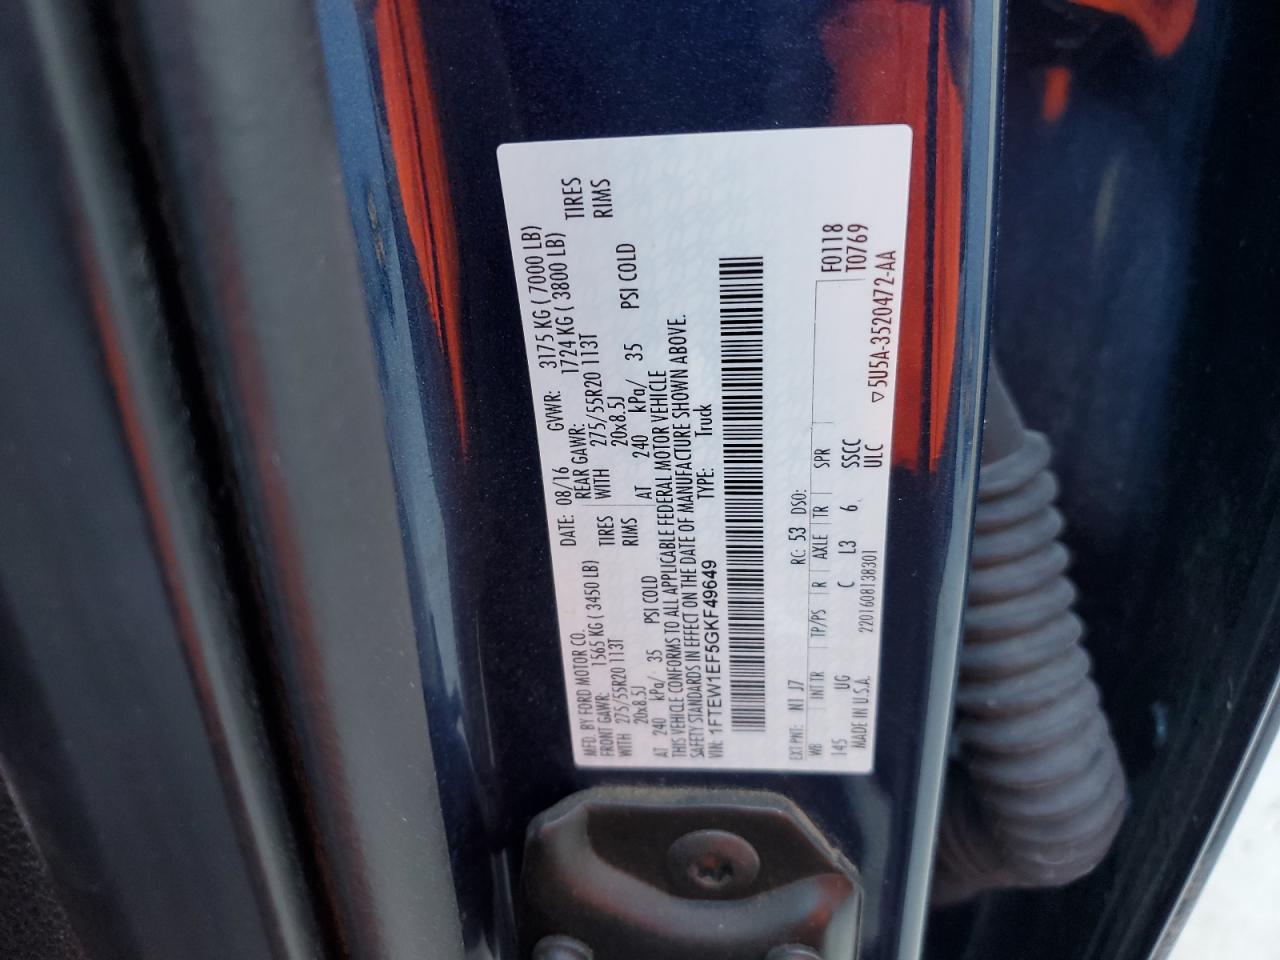 MFD. BY FORD MOTOR CO. DATE: 08/16 GVWR: 3175 KG ( 7000 LB)
FRONT GAWR: 1565 KG ( 3450 LB) REAR GAWR: 1724 KG ( 3800 LB)
WITH 275/55R20 113T TIRES WITH 275/55R20 113T TIRES
20x8.5J RIMS 20x8.5J RIMS
AT 240 kPa/ 35 PSI COLD AT 240 kPa/ 35 PSI COLD
THIS VEHICLE CONFORMS TO ALL APPLICABLE FEDERAL MOTOR VEHICLE
SAFETY STANDARDS IN EFFECT ON THE DATE OF MANUFACTURE SHOWN ABOVE.
VIN: 1FTEW1EF5GKF49649 TYPE: Truck
EXT PNT: N1 J7 RC: 53 DSO:
WB INT TR TP/PS R AXLE TR SPR F0118
145 UG C L3 6 SSCC T0769
MADE IN U.S.A. 2201608138301 ULC
▽5U5A-3520472-AA